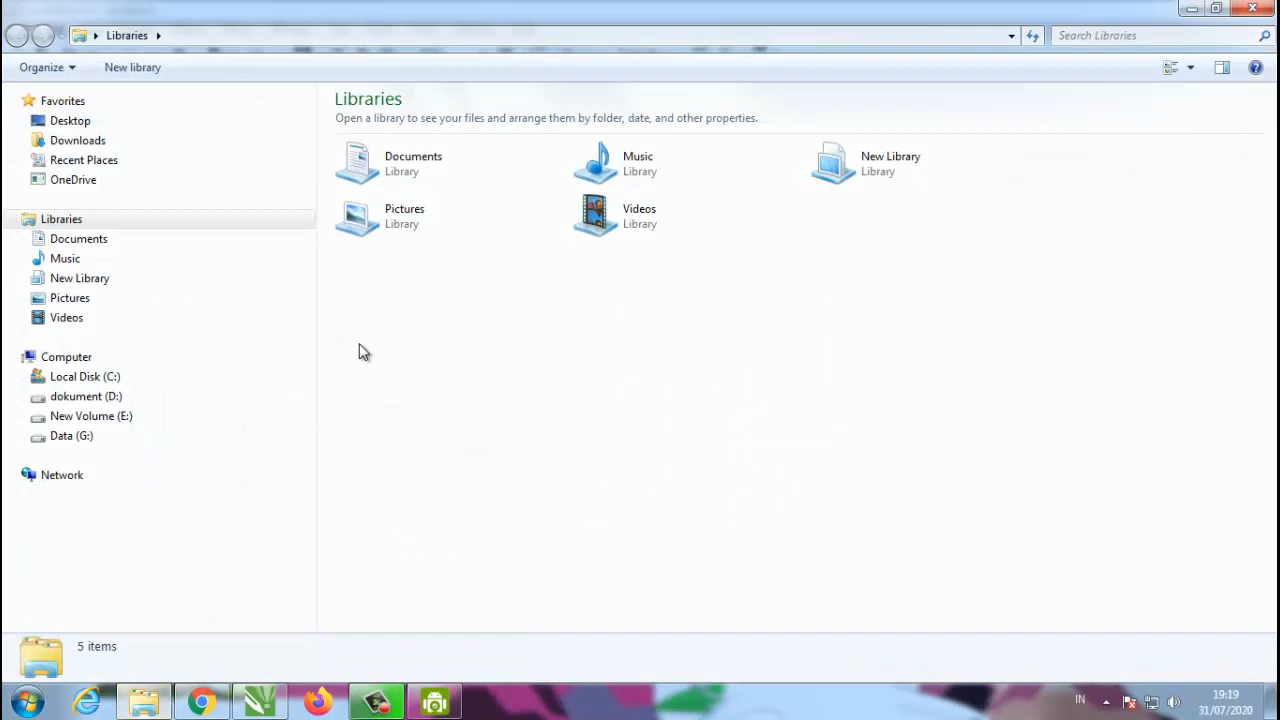 Libraries
Search Libraries
Organize
New library
Favorites
Desktop
Downloads
Recent Places
OneDrive
Libraries
Documents
Music
New Library
Pictures
Videos
Computer
Local Disk (C:)
dokument (D:)
New Volume (E:)
Data (G:)
Network
Libraries
Open a library to see your files and arrange them by folder, date, and other properties.
Documents
Library
Music
Library
New Library
Library
Pictures
Library
Videos
Library
5 items
IN
19:19
31/07/2020